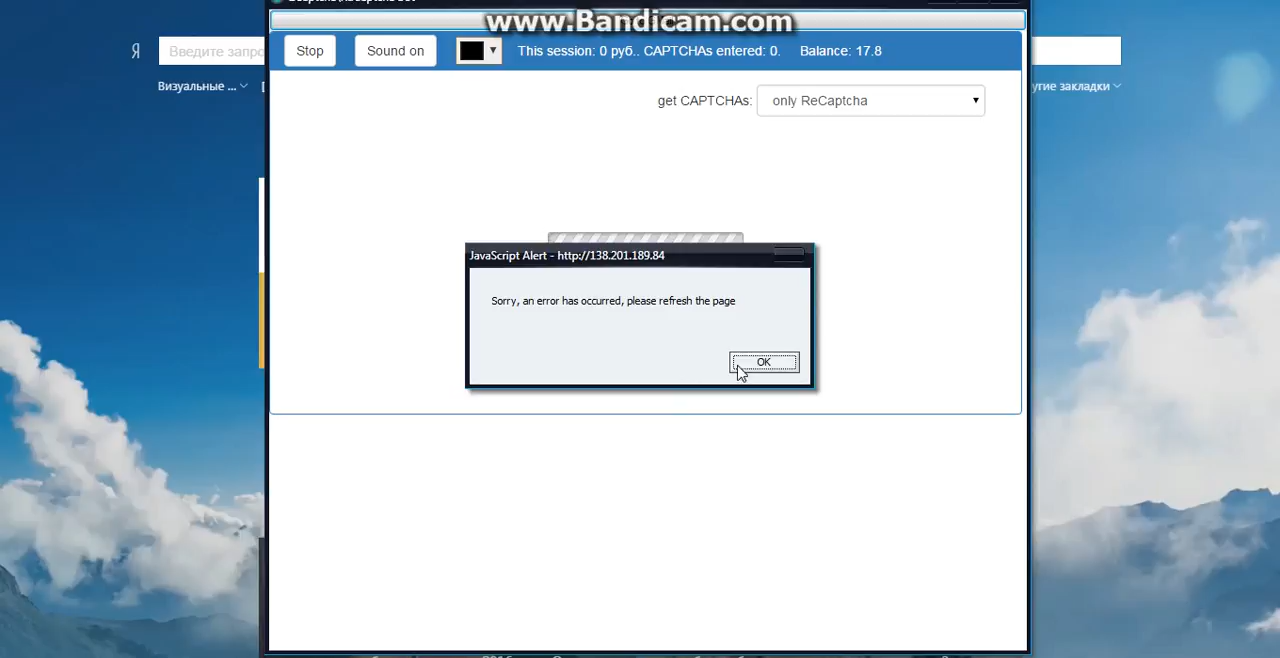 www.Bandicam.com
Я
Введите запро
Stop
Sound on
This session: 0 руб.. CAPTCHAs entered: 0.
Balance: 17.8
Визуальные ...
угие закладки
get CAPTCHAs:
only ReCaptcha
JavaScript Alert - http://138.201.189.84
Sorry, an error has occurred, please refresh the page
OK